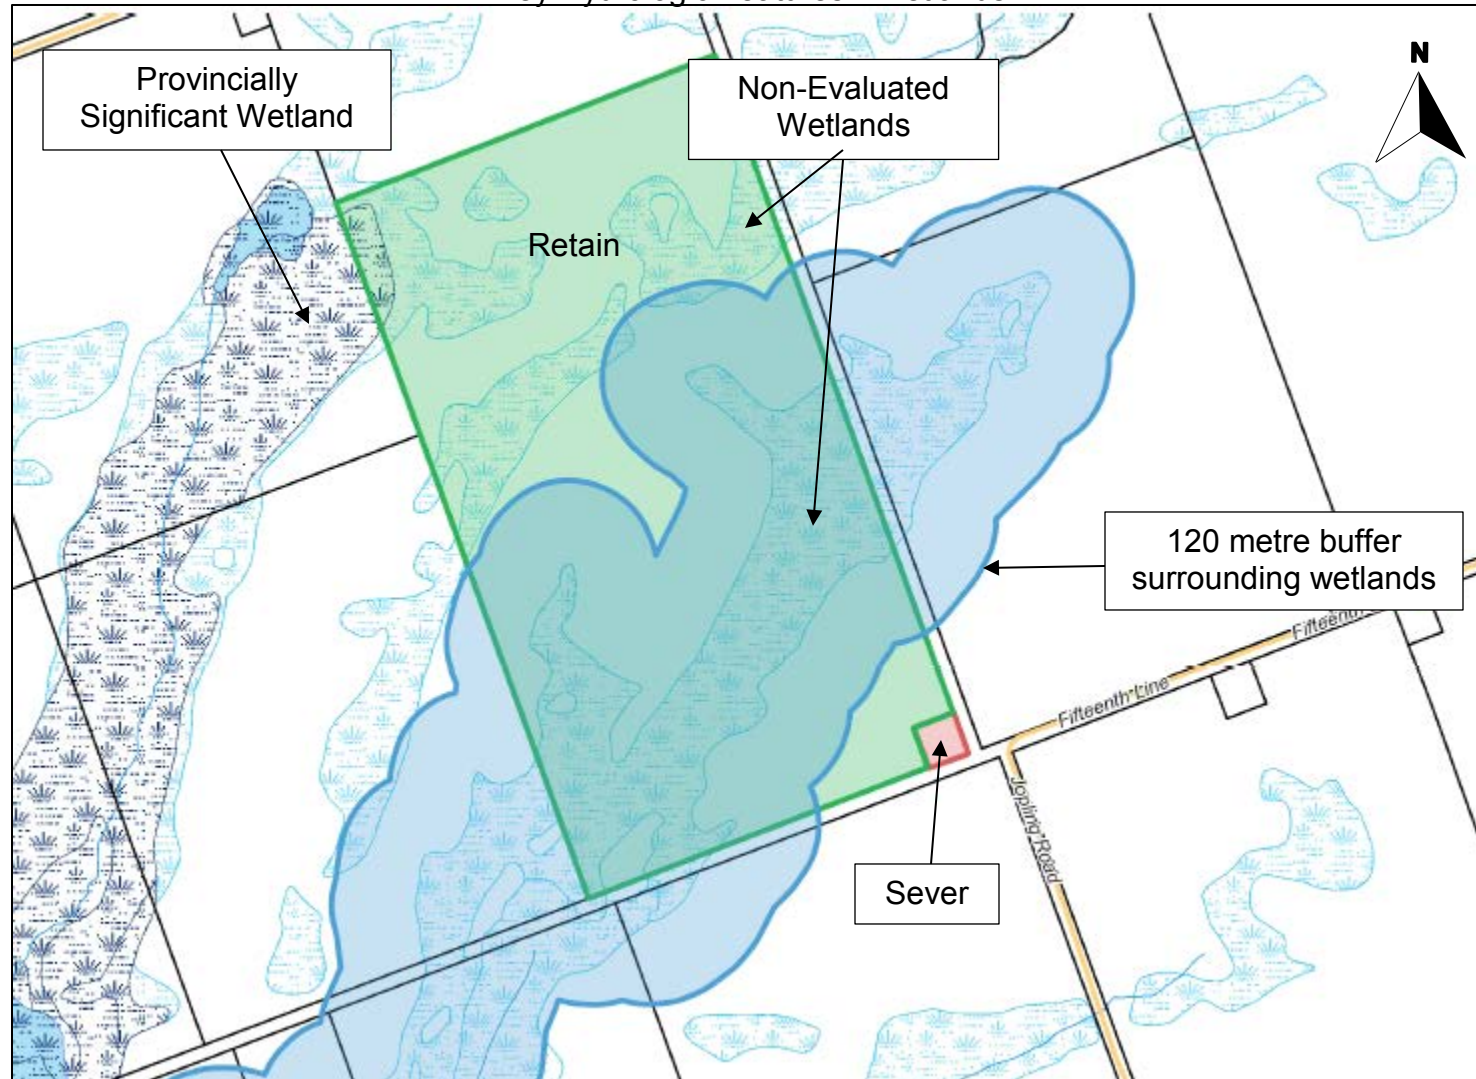 Provincially
Significant Wetland
Non-Evaluated
Wetlands
N
Retain
120 metre buffer
surrounding wetlands
Fifteenth
Fifteenth Line
Jopling Road
Sever